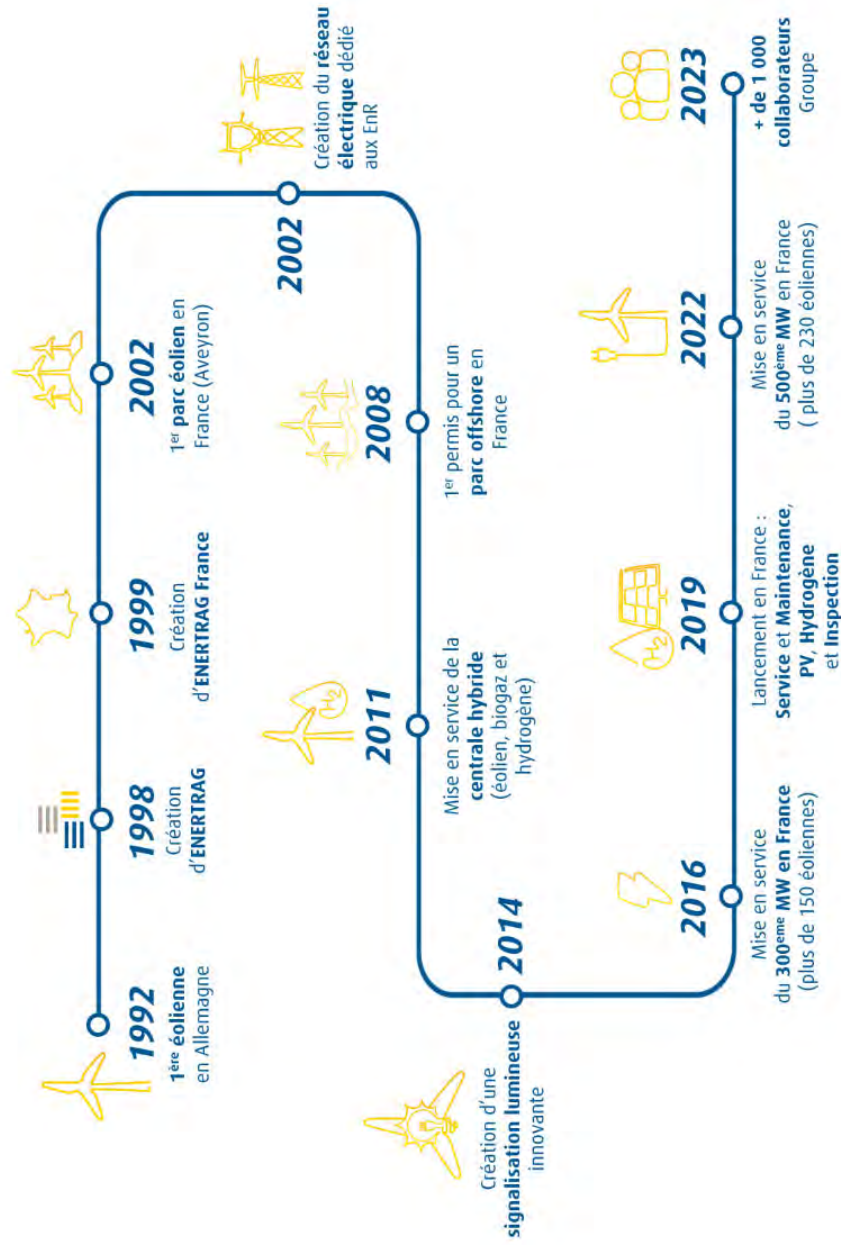 1992
1ère éolienne
en Allemagne
1998
Création
d'ENERTRAG
1999
Création
d'ENERTRAG France
2002
1er parc éolien en
France (Aveyron)
2002
Création du réseau
électrique dédié
aux EnR
2008
1er permis pour un
parc offshore en
France
2011
H2
Mise en service de la
centrale hybride
(éolien, biogaz et
hydrogène)
2014
Création d'une
signalisation lumineuse
innovante
2016
Mise en service
du 300eme MW en France
(plus de 150 éoliennes)
2019
H2
Lancement en France :
Service et Maintenance,
PV, Hydrogène
et Inspection
2022
Mise en service
du 500ème MW en France
( plus de 230 éoliennes)
2023
+ de 1 000
collaborateurs
Groupe